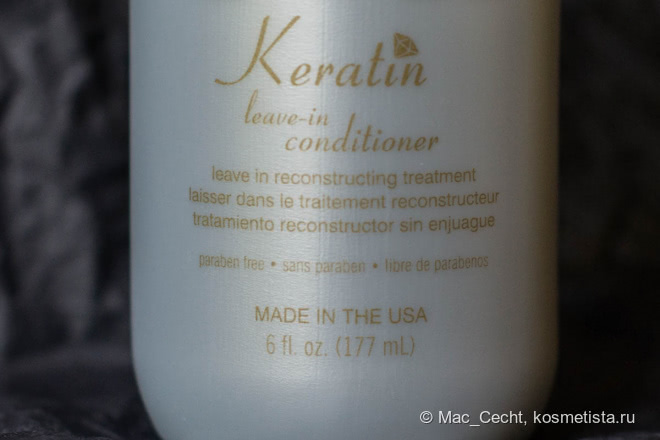 Keratin
leave-in
conditioner
leave in reconstructing treatment
laisser dans le traitement reconstructeur
tratamiento reconstructor sin enjuague
paraben free • sans paraben • libre de parabenos
MADE IN THE USA
6 fl. oz. (177 mL)
© Mac_Cecht, kosmetista.ru